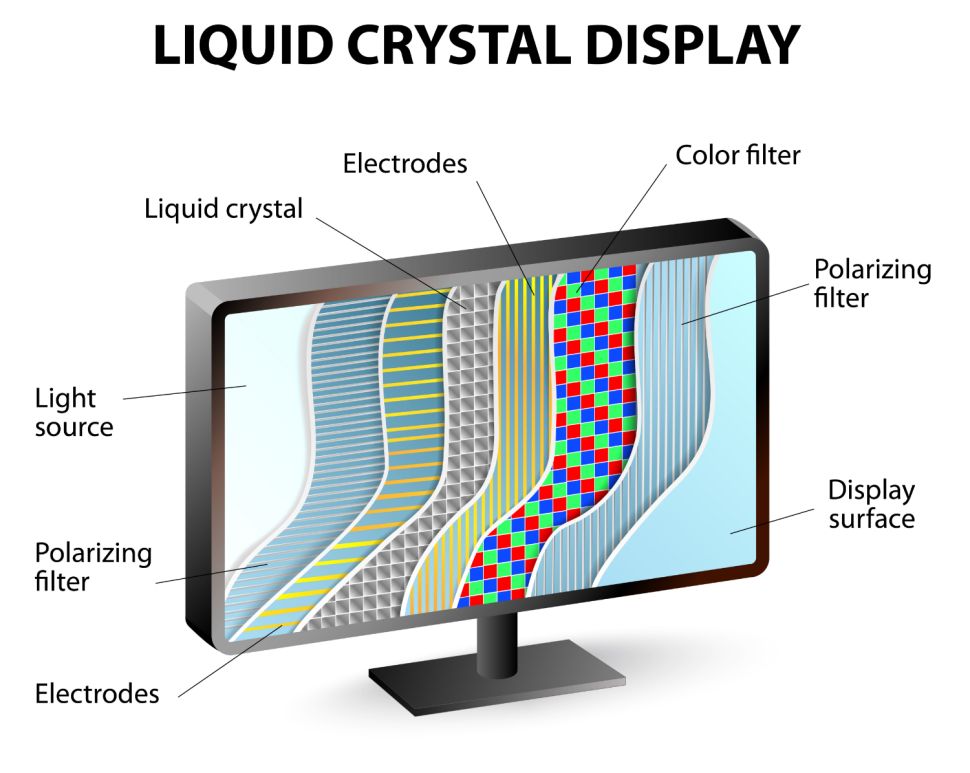 LIQUID CRYSTAL DISPLAY
Electrodes
Color filter
Liquid crystal
Polarizing
filter
Light
source
Display
surface
Polarizing
filter
Electrodes